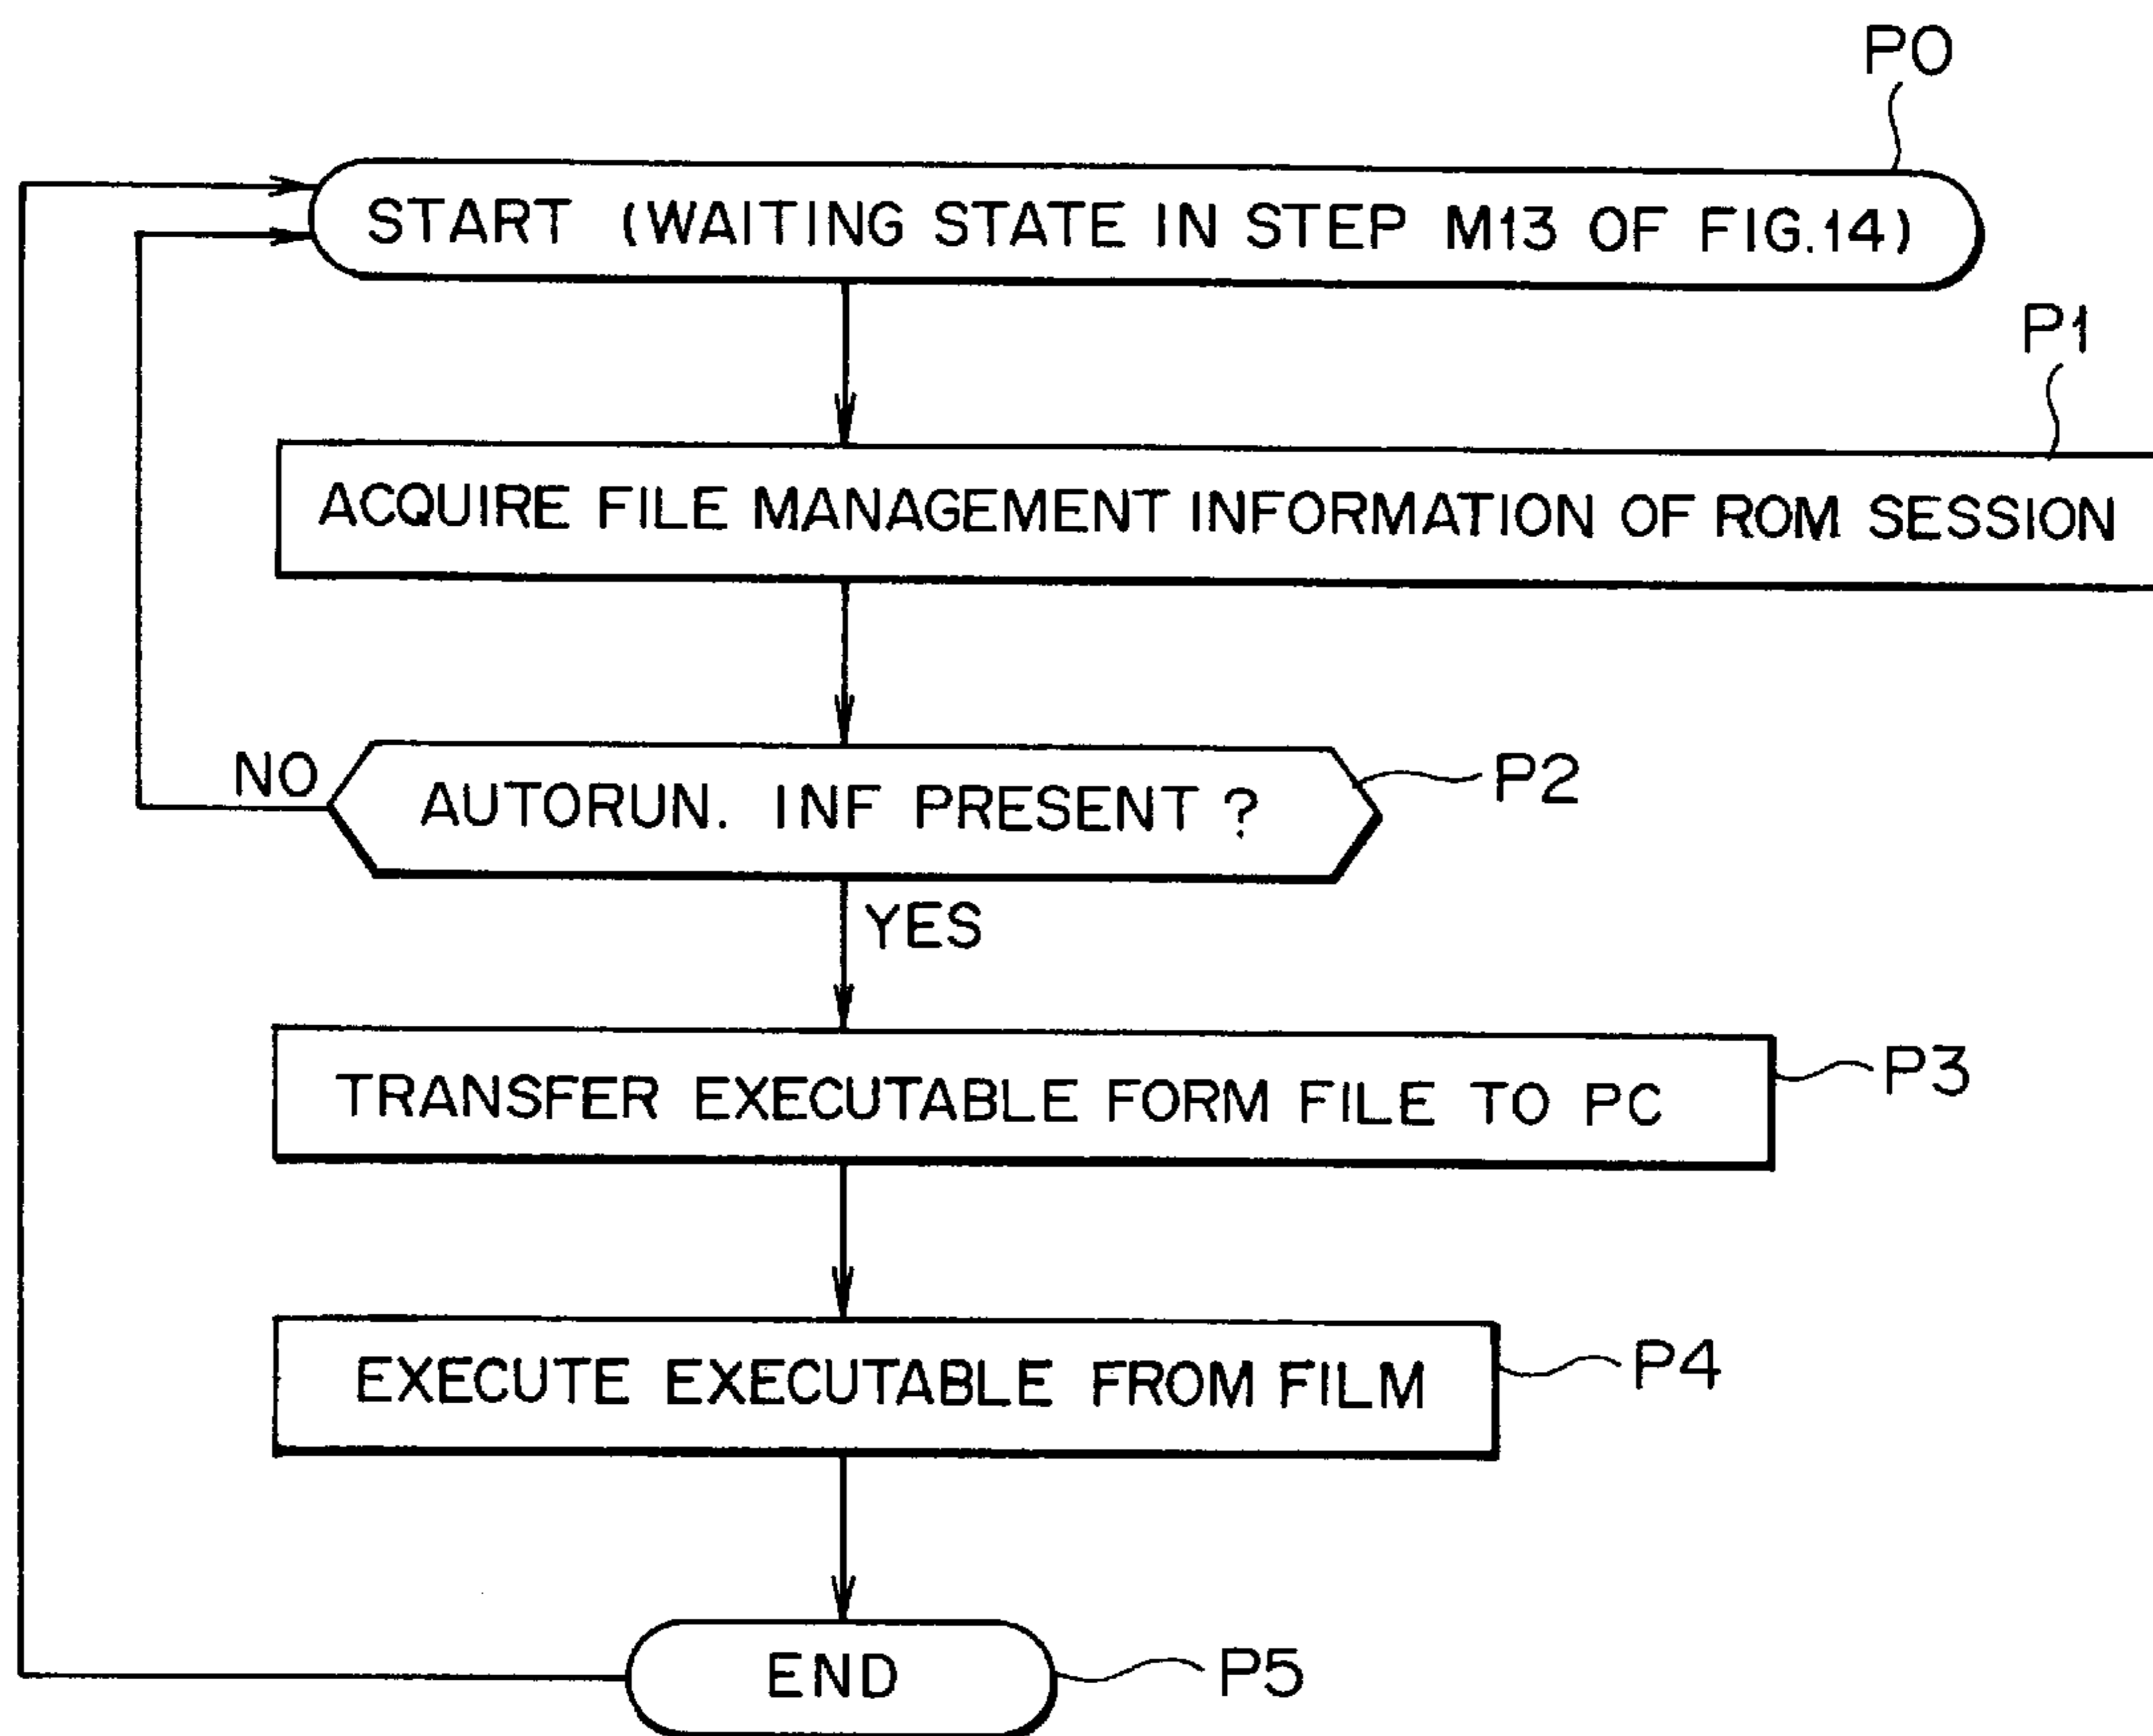 P0
START (WAITING STATE IN STEP M13 OF FIG.14)
P1
ACQUIRE FILE MANAGEMENT INFORMATION OF ROM SESSION
NO
AUTORUN. INF PRESENT ?
P2
YES
TRANSFER EXECUTABLE FORM FILE TO PC
P3
EXECUTE EXECUTABLE FROM FILM
P4
END
P5